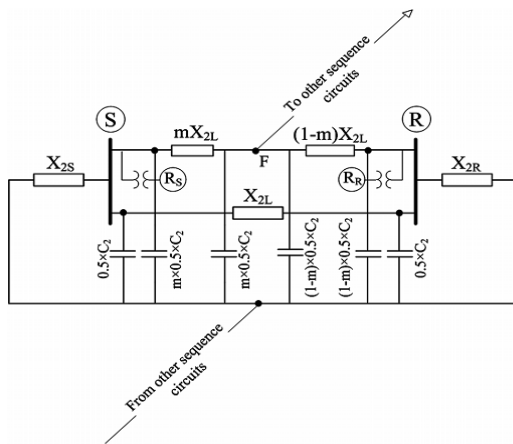 To other sequence
circuits
S
R
mX2L
(1-m)X2L
F
X2S
RS
RR
X2R
X2L
0.5×C2
m×0.5×C2
m×0.5×C2
(1-m)×0.5×C2
(1-m)×0.5×C2
0.5×C2
From other sequence
circuits